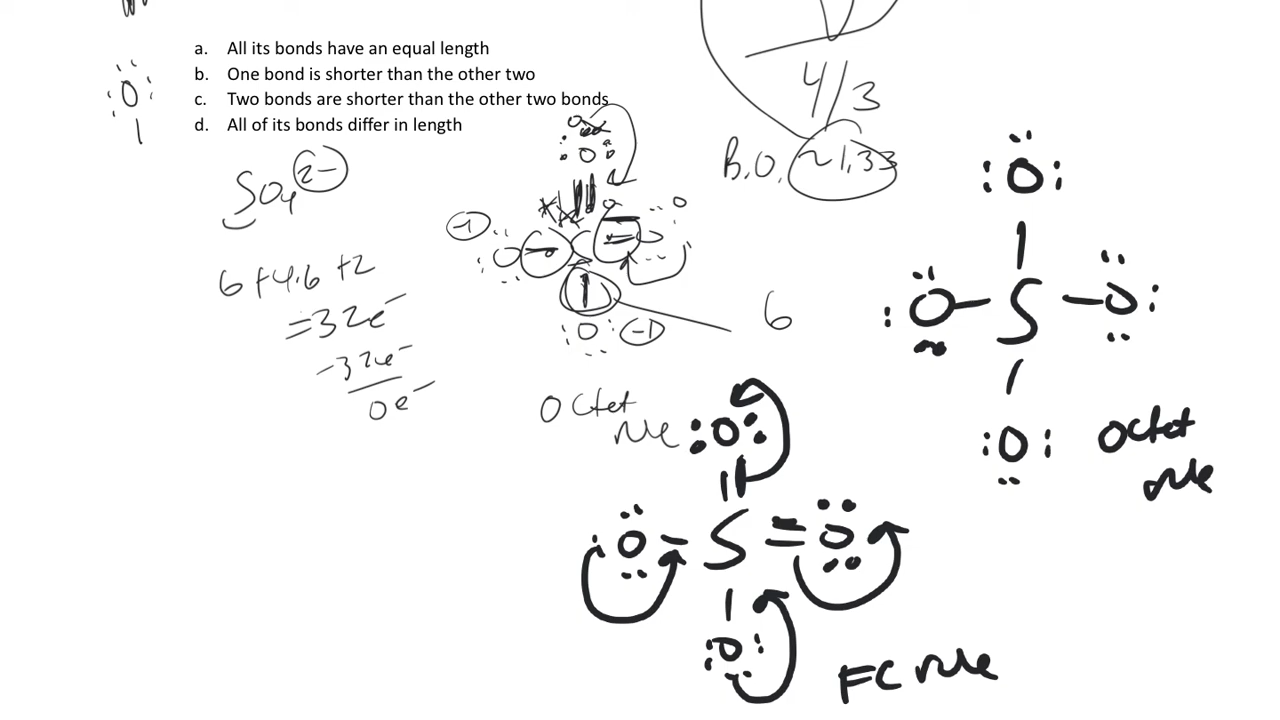 a. All its bonds have an equal length
b. One bond is shorter than the other two
c. Two bonds are shorter than the other two bonds
d. All of its bonds differ in length
O
4/3
B.O. ~1,33
SO4 2-
6+4.6+2
=32e-
-32e-
0e-
O
-1
O C O
O -1
6
Octet
rule
O
O - S = O
O
FC rule
O
O - S - O
O
Octet
rule